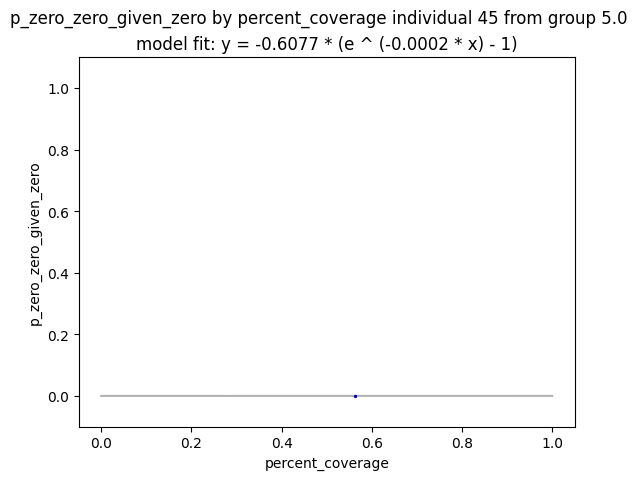 p_zero_zero_given_zero by percent_coverage individual 45 from group 5.0
model fit: y = -0.6077 * (e ^ (-0.0002 * x) - 1)
1.0
0.8
0.6
0.4
0.2
0.0
p_zero_zero_given_zero
0.0 0.2 0.4 0.6 0.8 1.0
percent_coverage